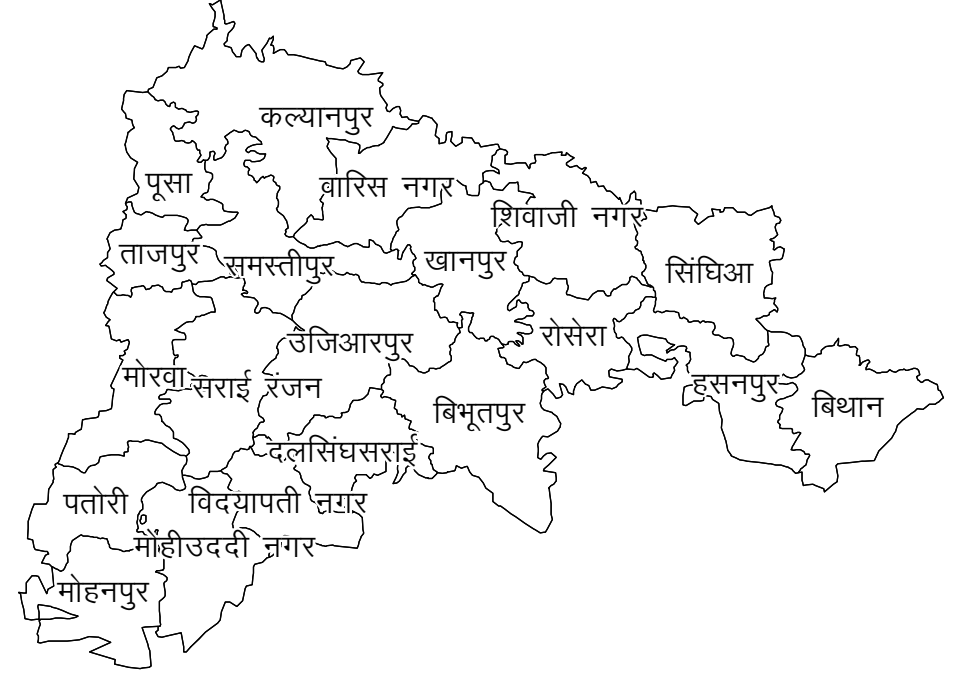 कल्यानपुर
पूसा
वारिस नगर
शिवाजी नगर
ताजपुर
समस्तीपुर
खानपुर
सिंघिआ
उजिआरपुर
रोसेरा
मोरवा
सराई रंजन
हसनपुर
बिभूतपुर
बिथान
दलसिंघसराई
पतोरी
विदयापती नगर
मोंहीउददी नगर
मोहनपुर